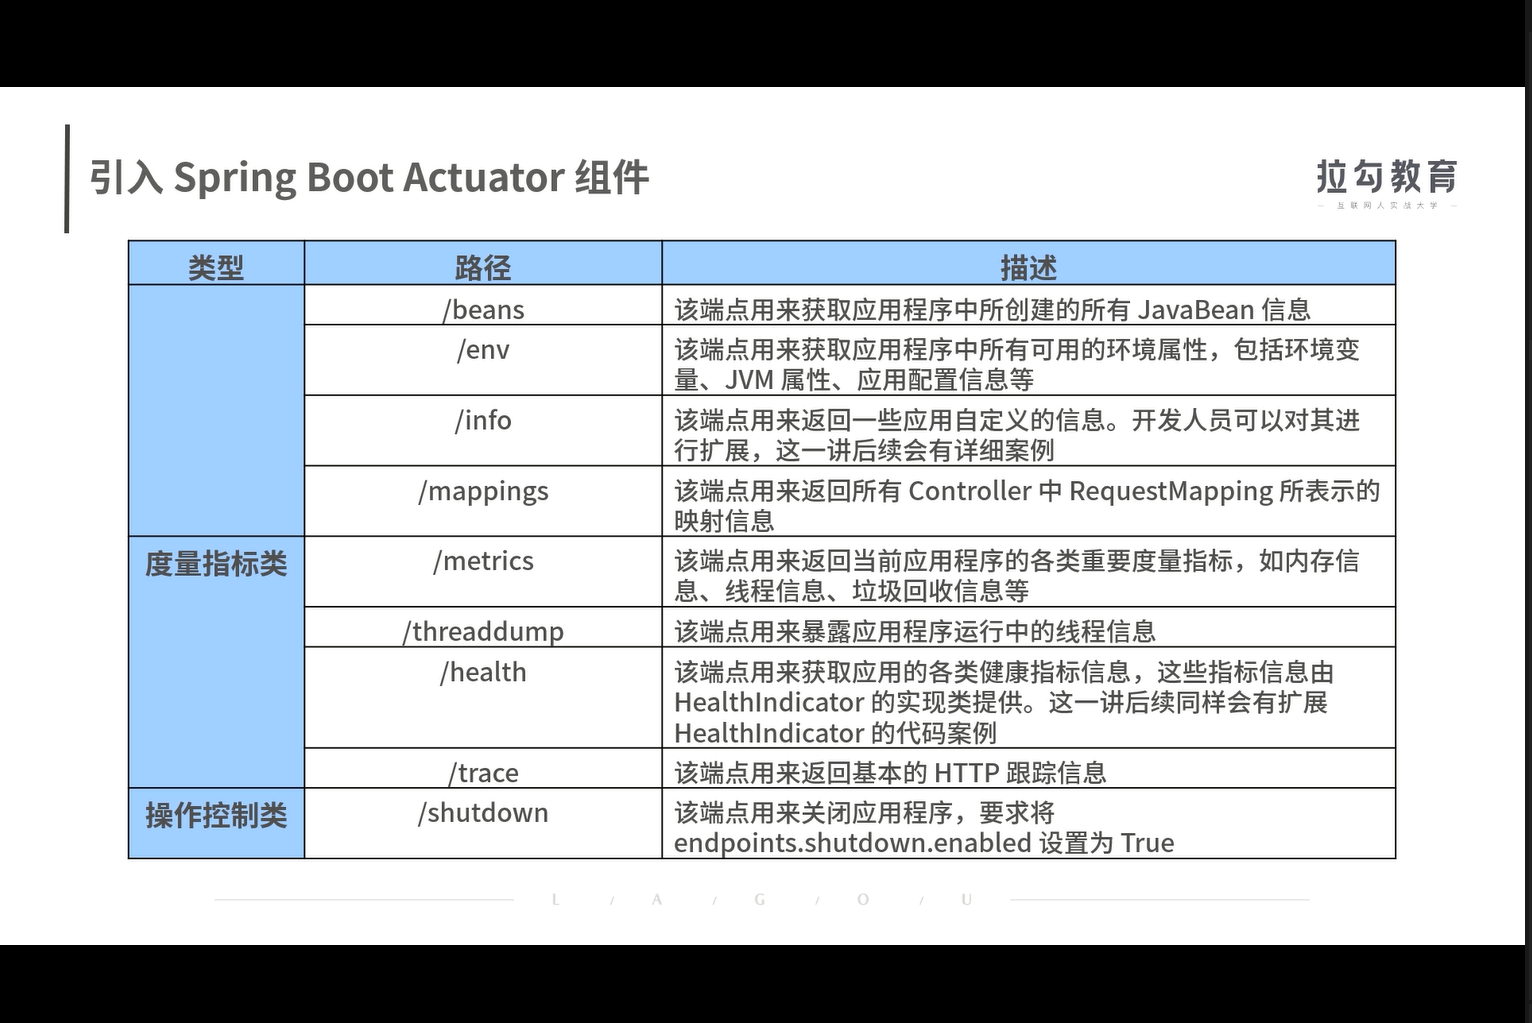 引入 Spring Boot Actuator 组件
拉勾教育
— 互联网人实战大学 —
类型 路径 描述
/beans 该端点用来获取应用程序中所创建的所有 JavaBean 信息
/env 该端点用来获取应用程序中所有可用的环境属性，包括环境变
量、JVM 属性、应用配置信息等
/info 该端点用来返回一些应用自定义的信息。开发人员可以对其进
行扩展，这一讲后续会有详细案例
/mappings 该端点用来返回所有 Controller 中 RequestMapping 所表示的
映射信息
度量指标类 /metrics 该端点用来返回当前应用程序的各类重要度量指标，如内存信
息、线程信息、垃圾回收信息等
/threaddump 该端点用来暴露应用程序运行中的线程信息
/health 该端点用来获取应用的各类健康指标信息，这些指标信息由
HealthIndicator 的实现类提供。这一讲后续同样会有扩展
HealthIndicator 的代码案例
/trace 该端点用来返回基本的 HTTP 跟踪信息
操作控制类 /shutdown 该端点用来关闭应用程序，要求将
endpoints.shutdown.enabled 设置为 True
L / A / G / O / U